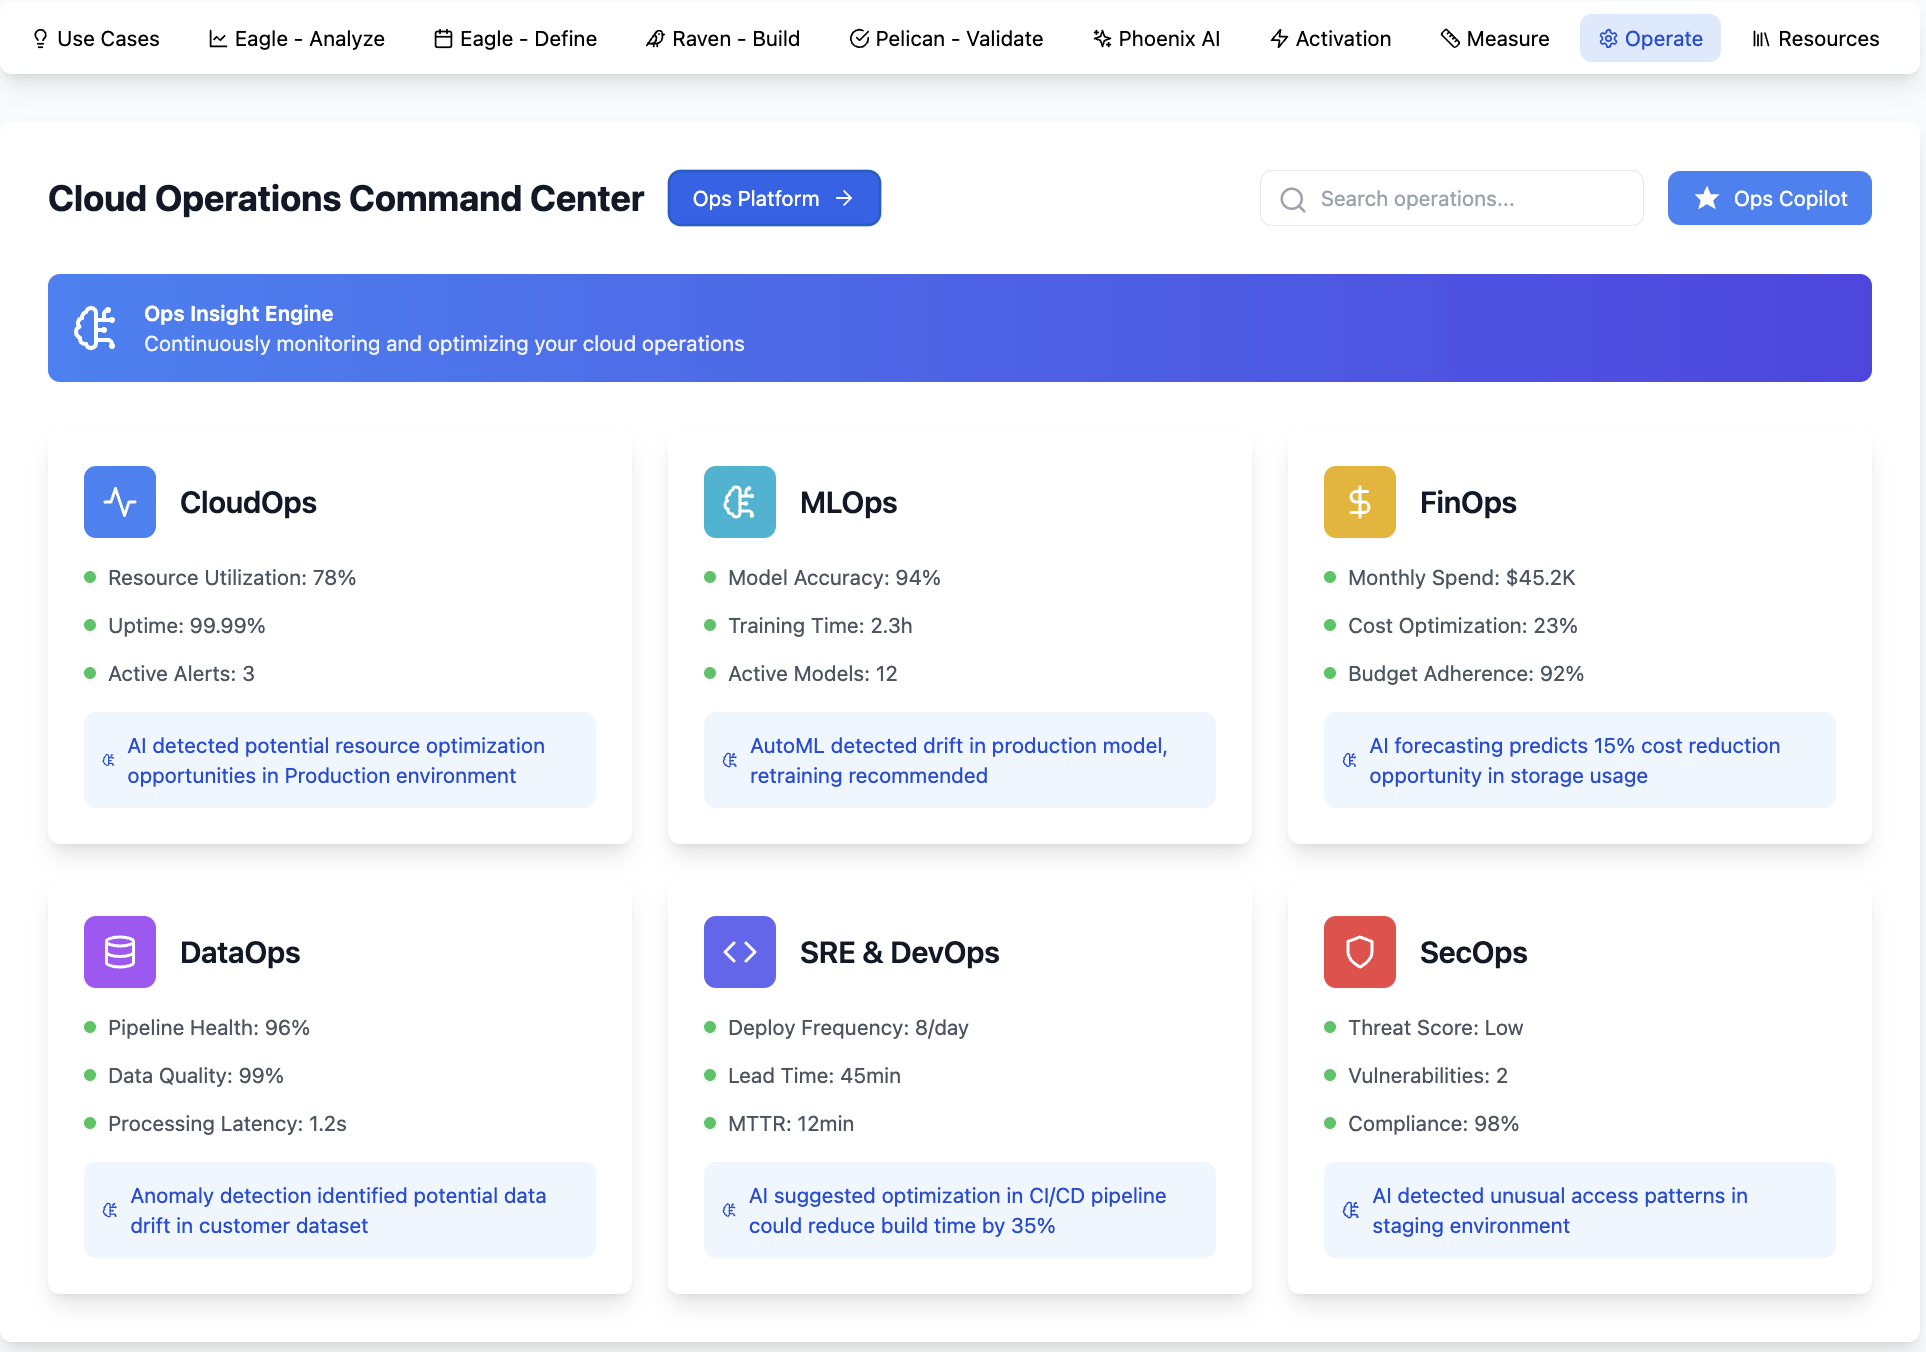 Use Cases
Eagle - Analyze
Eagle - Define
Raven - Build
Pelican - Validate
Phoenix AI
Activation
Measure
Operate
Resources
Cloud Operations Command Center
Ops Platform
Search operations...
Ops Copilot
Ops Insight Engine
Continuously monitoring and optimizing your cloud operations
CloudOps
Resource Utilization: 78%
Uptime: 99.99%
Active Alerts: 3
AI detected potential resource optimization
opportunities in Production environment
MLOps
Model Accuracy: 94%
Training Time: 2.3h
Active Models: 12
AutoML detected drift in production model,
retraining recommended
FinOps
Monthly Spend: $45.2K
Cost Optimization: 23%
Budget Adherence: 92%
AI forecasting predicts 15% cost reduction
opportunity in storage usage
DataOps
Pipeline Health: 96%
Data Quality: 99%
Processing Latency: 1.2s
Anomaly detection identified potential data
drift in customer dataset
SRE & DevOps
Deploy Frequency: 8/day
Lead Time: 45min
MTTR: 12min
AI suggested optimization in CI/CD pipeline
could reduce build time by 35%
SecOps
Threat Score: Low
Vulnerabilities: 2
Compliance: 98%
AI detected unusual access patterns in
staging environment